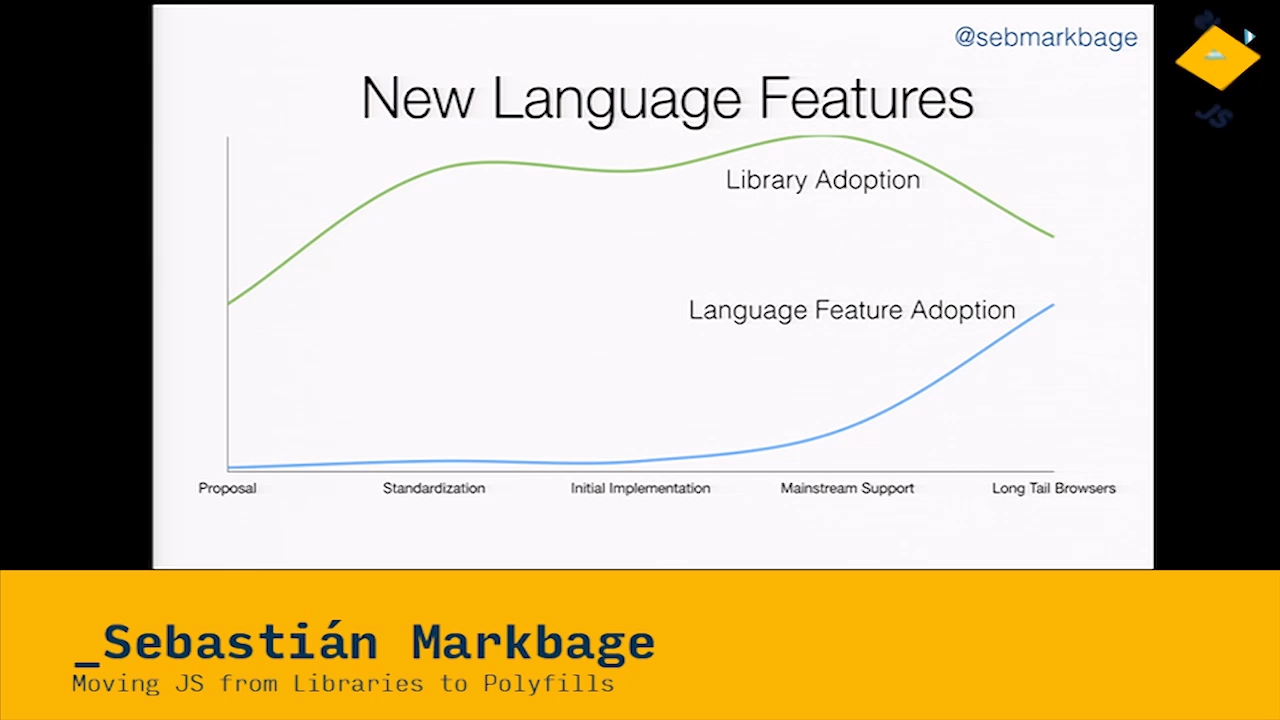 @sebmarkbage
New Language Features
Library Adoption
Language Feature Adoption
Proposal
Standardization
Initial Implementation
Mainstream Support
Long Tail Browsers
JS
_Sebastián Markbage
Moving JS from Libraries to Polyfills